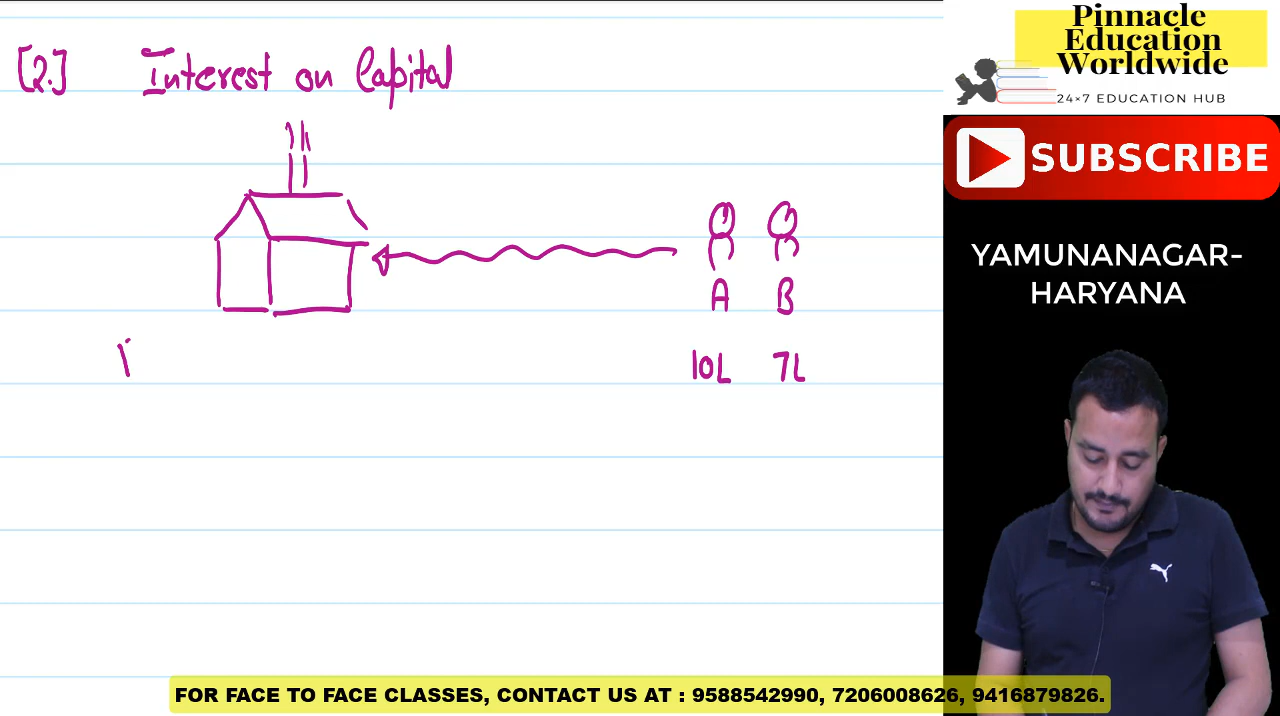 [2.] Interest on Capital
A B
10L 7L
Pinnacle
Education
Worldwide
24×7 EDUCATION HUB
SUBSCRIBE
YAMUNANAGAR-
HARYANA
FOR FACE TO FACE CLASSES, CONTACT US AT : 9588542990, 7206008626, 9416879826.